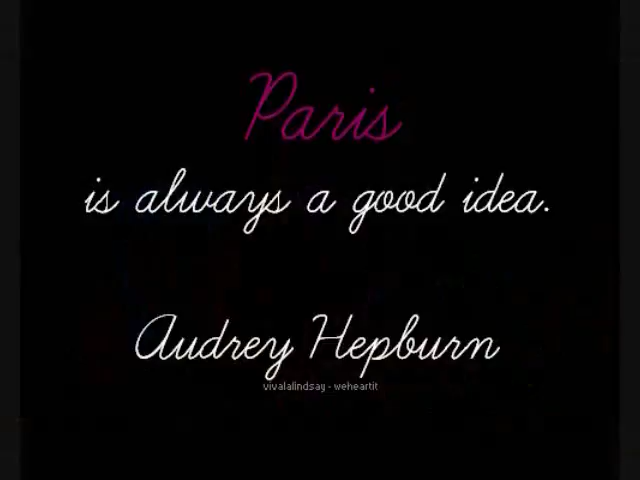 Paris
is always a good idea.
Audrey Hepburn
vivalalindsay - weheartit